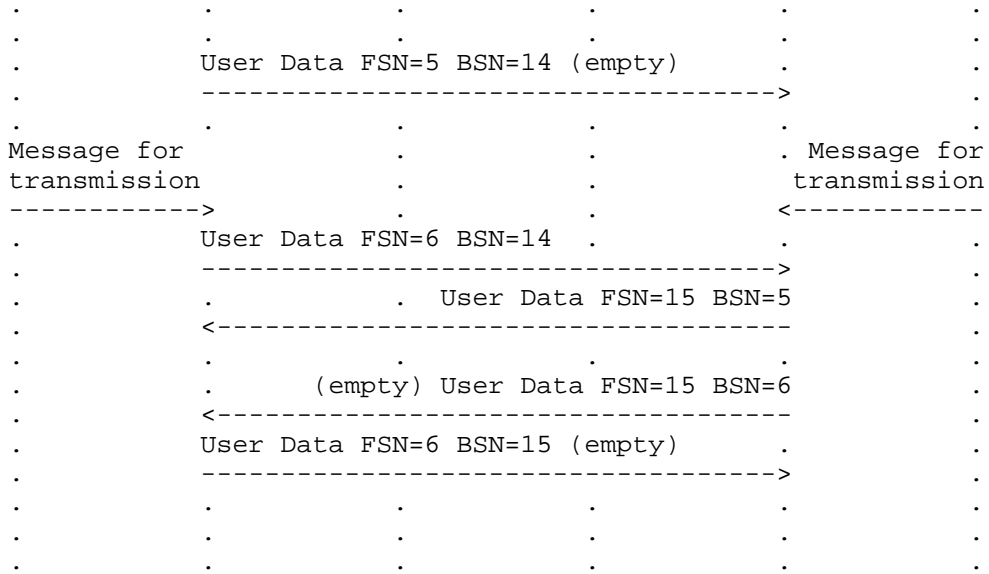 . . . . . .
. . . . . .
. User Data FSN=5 BSN=14 (empty) . .
. ------------------------------------> .
. . . . . .
Message for . . . Message for
transmission . . transmission
------------> . . <------------
. User Data FSN=6 BSN=14 . . .
. ------------------------------------> .
. . . User Data FSN=15 BSN=5 .
. <------------------------------------ .
. . . . . .
. . (empty) User Data FSN=15 BSN=6 .
. <------------------------------------ .
. User Data FSN=6 BSN=15 (empty) . .
. ------------------------------------> .
. . . . . .
. . . . . .
. . . . . .